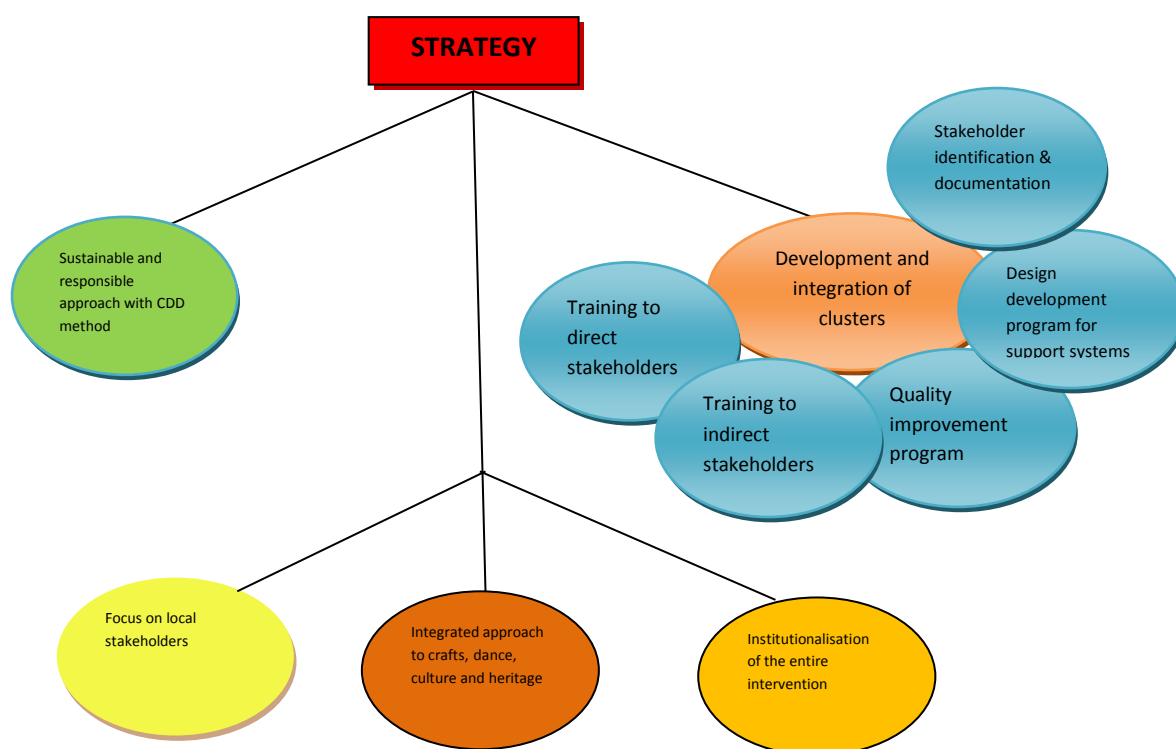 STRATEGY
Stakeholder
identification &
documentation
Sustainable and
responsible
approach with CDD
method
Development and
integration of
clusters
Design
development
program for
support systems
Training to
direct
stakeholders
Training to
indirect
stakeholders
Quality
improvement
program
Focus on local
stakeholders
Integrated approach
to crafts, dance,
culture and heritage
Institutionalisation
of the entire
intervention